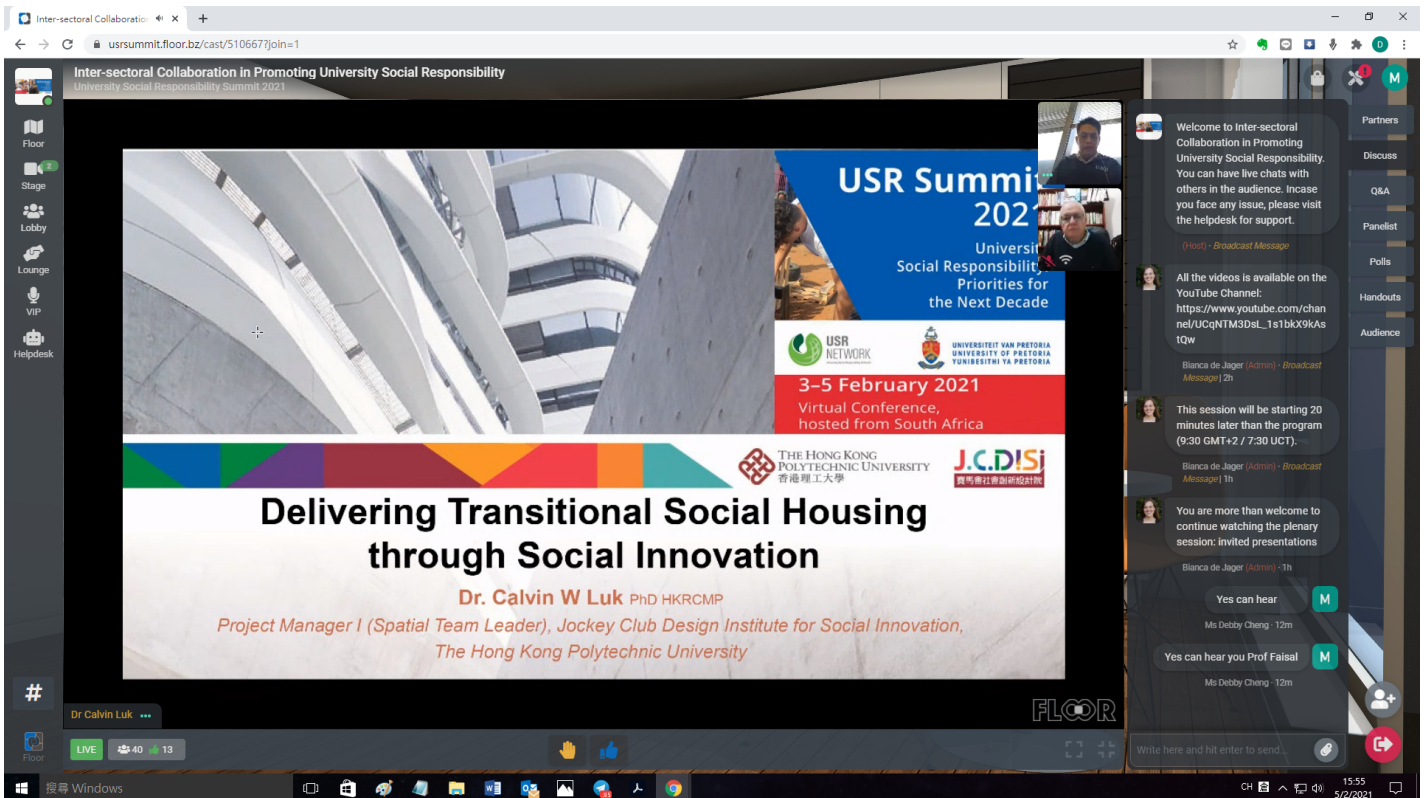 Inter-sectoral Collaboratio
usrsummit.floor.bz/cast/510667?join=1
D
Inter-sectoral Collaboration in Promoting University Social Responsibility
University Social Responsibility Summit 2021
M
Floor
2
Stage
Lobby
Lounge
VIP
Helpdesk
#
Floor
USR Summit
2021
Universit
Social Responsibility
Priorities for
the Next Decade
USR
NETWORK
UNIVERSITEIT VAN PRETORIA
UNIVERSITY OF PRETORIA
YUNIBESITHI YA PRETORIA
3–5 February 2021
Virtual Conference,
hosted from South Africa
THE HONG KONG
POLYTECHNIC UNIVERSITY
香港理工大學
J.C.DISI
賽馬會社會創新設計院
Delivering Transitional Social Housing
through Social Innovation
Dr. Calvin W Luk PhD HKRCMP
Project Manager I (Spatial Team Leader), Jockey Club Design Institute for Social Innovation,
The Hong Kong Polytechnic University
FLOOR
Dr Calvin Luk
LIVE
40
13
Welcome to Inter-sectoral
Collaboration in Promoting
University Social Responsibility.
You can have live chats with
others in the audience. Incase
you face any issue, please visit
the helpdesk for support.
(Host) - Broadcast Message
All the videos is available on the
YouTube Channel:
https://www.youtube.com/chan
nel/UCqNTM3DsL_1s1bkX9kAs
tQw
Bianca de Jager (Admin) - Broadcast
Message | 2h
This session will be starting 20
minutes later than the program
(9:30 GMT+2 / 7:30 UCT).
Bianca de Jager (Admin) - Broadcast
Message | 1h
You are more than welcome to
continue watching the plenary
session: invited presentations
Bianca de Jager (Admin) - 1h
Yes can hear
M
Ms Debby Cheng - 12m
Yes can hear you Prof Faisal
M
Ms Debby Cheng - 12m
Write here and hit enter to send...
Partners
Discuss
Q&A
Panelist
Polls
Handouts
Audience
搜尋 Windows
CH
15:55
5/2/2021